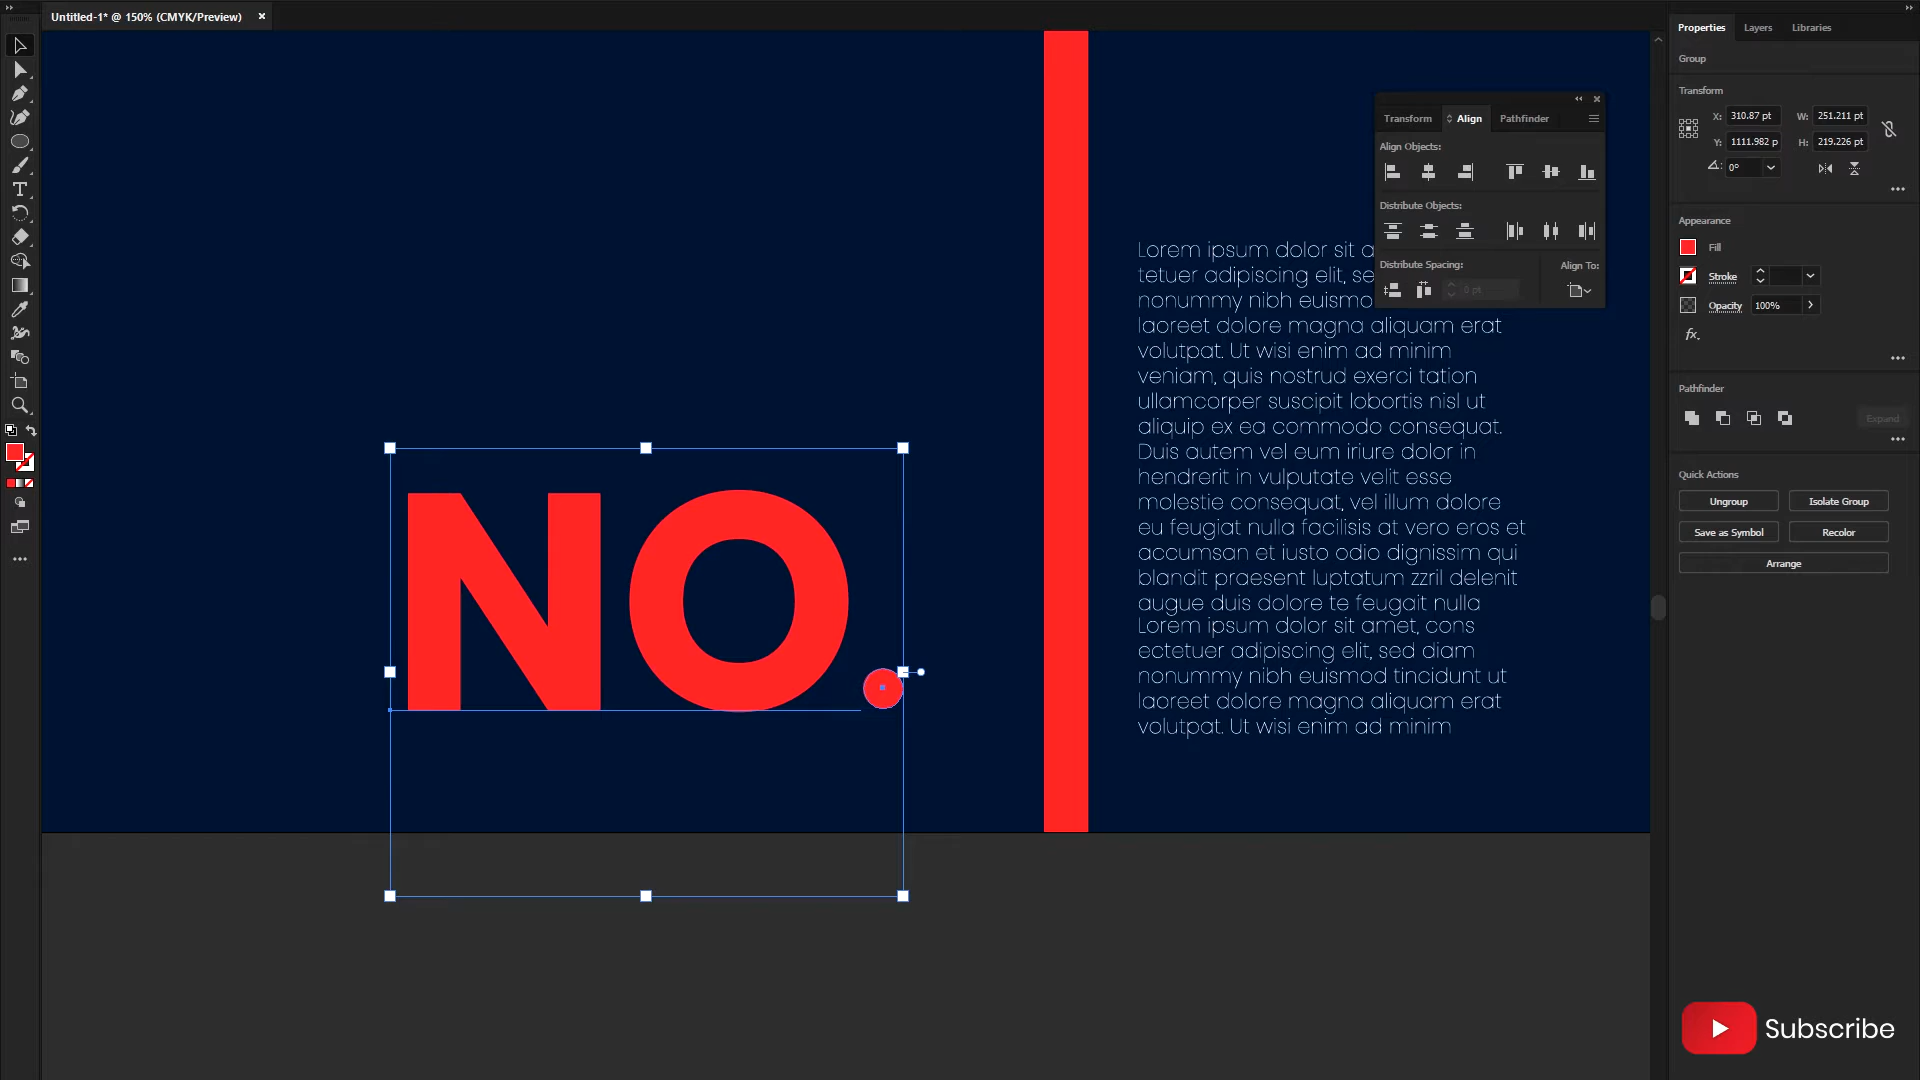 Untitled-1* @ 150% (CMYK/Preview)
Properties
Layers
Libraries
Group
Transform
X:
310.87 pt
W:
251.211 pt
Y:
1111.982 p
H:
219.226 pt
0°
Appearance
Fill
Stroke
Opacity
100%
fx.
Pathfinder
Expand
Quick Actions
Ungroup
Isolate Group
Save as Symbol
Recolor
Arrange
Transform
Align
Pathfinder
Align Objects:
Distribute Objects:
Distribute Spacing:
Align To:
0 pt
NO.
Lorem ipsum dolor sit a
tetuer adipiscing elit, se
nonummy nibh euismo
laoreet dolore magna aliquam erat
volutpat. Ut wisi enim ad minim
veniam, quis nostrud exerci tation
ullamcorper suscipit lobortis nisl ut
aliquip ex ea commodo consequat.
Duis autem vel eum iriure dolor in
hendrerit in vulputate velit esse
molestie consequat, vel illum dolore
eu feugiat nulla facilisis at vero eros et
accumsan et iusto odio dignissim qui
blandit praesent luptatum zzril delenit
augue duis dolore te feugait nulla
Lorem ipsum dolor sit amet, cons
ectetuer adipiscing elit, sed diam
nonummy nibh euismod tincidunt ut
laoreet dolore magna aliquam erat
volutpat. Ut wisi enim ad minim
Subscribe